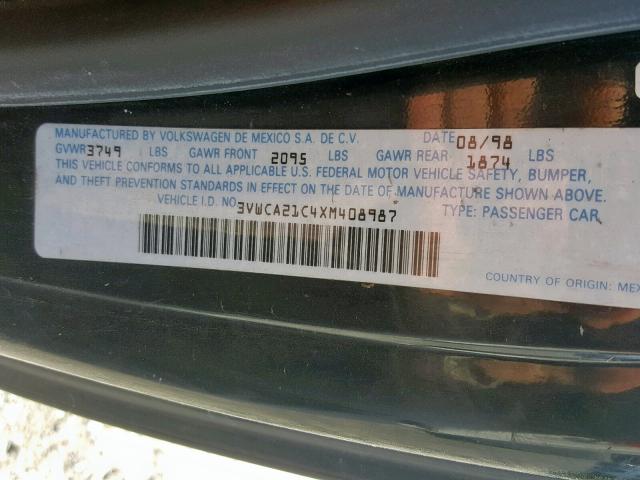 MANUFACTURED BY VOLKSWAGEN DE MEXICO S.A. DE C.V. DATE 08/98
GVWR 3749 LBS GAWR FRONT 2095 LBS GAWR REAR 1874 LBS
THIS VEHICLE CONFORMS TO ALL APPLICABLE U.S. FEDERAL MOTOR VEHICLE SAFETY, BUMPER,
AND THEFT PREVENTION STANDARDS IN EFFECT ON THE DATE OF MANUFACTURE SHOWN ABOVE.
VEHICLE I.D. NO. 3VWCA21C4XM408987 TYPE: PASSENGER CAR
COUNTRY OF ORIGIN: MEX